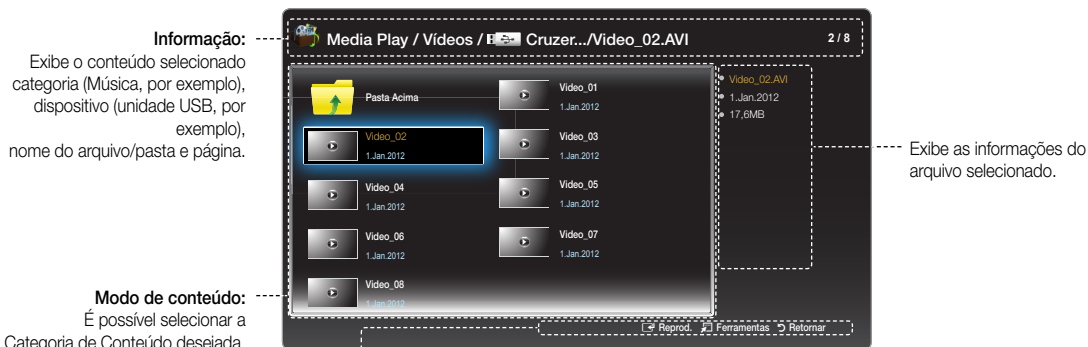 Informação:
Exibe o conteúdo selecionado
categoria (Música, por exemplo),
dispositivo (unidade USB, por
exemplo),
nome do arquivo/pasta e página.
Media Play / Vídeos / Cruzer.../Video_02.AVI
2 / 8
Pasta Acima
Video_01
1.Jan.2012
Video_02
1.Jan.2012
Video_03
1.Jan.2012
Video_04
1.Jan.2012
Video_05
1.Jan.2012
Video_06
1.Jan.2012
Video_07
1.Jan.2012
Video_08
1.Jan.2012
Video_02.AVI
1.Jan.2012
17,6MB
Exibe as informações do
arquivo selecionado.
Modo de conteúdo:
É possível selecionar a
Categoria de Conteúdo desejada.
Reprod. Ferramentas Retornar